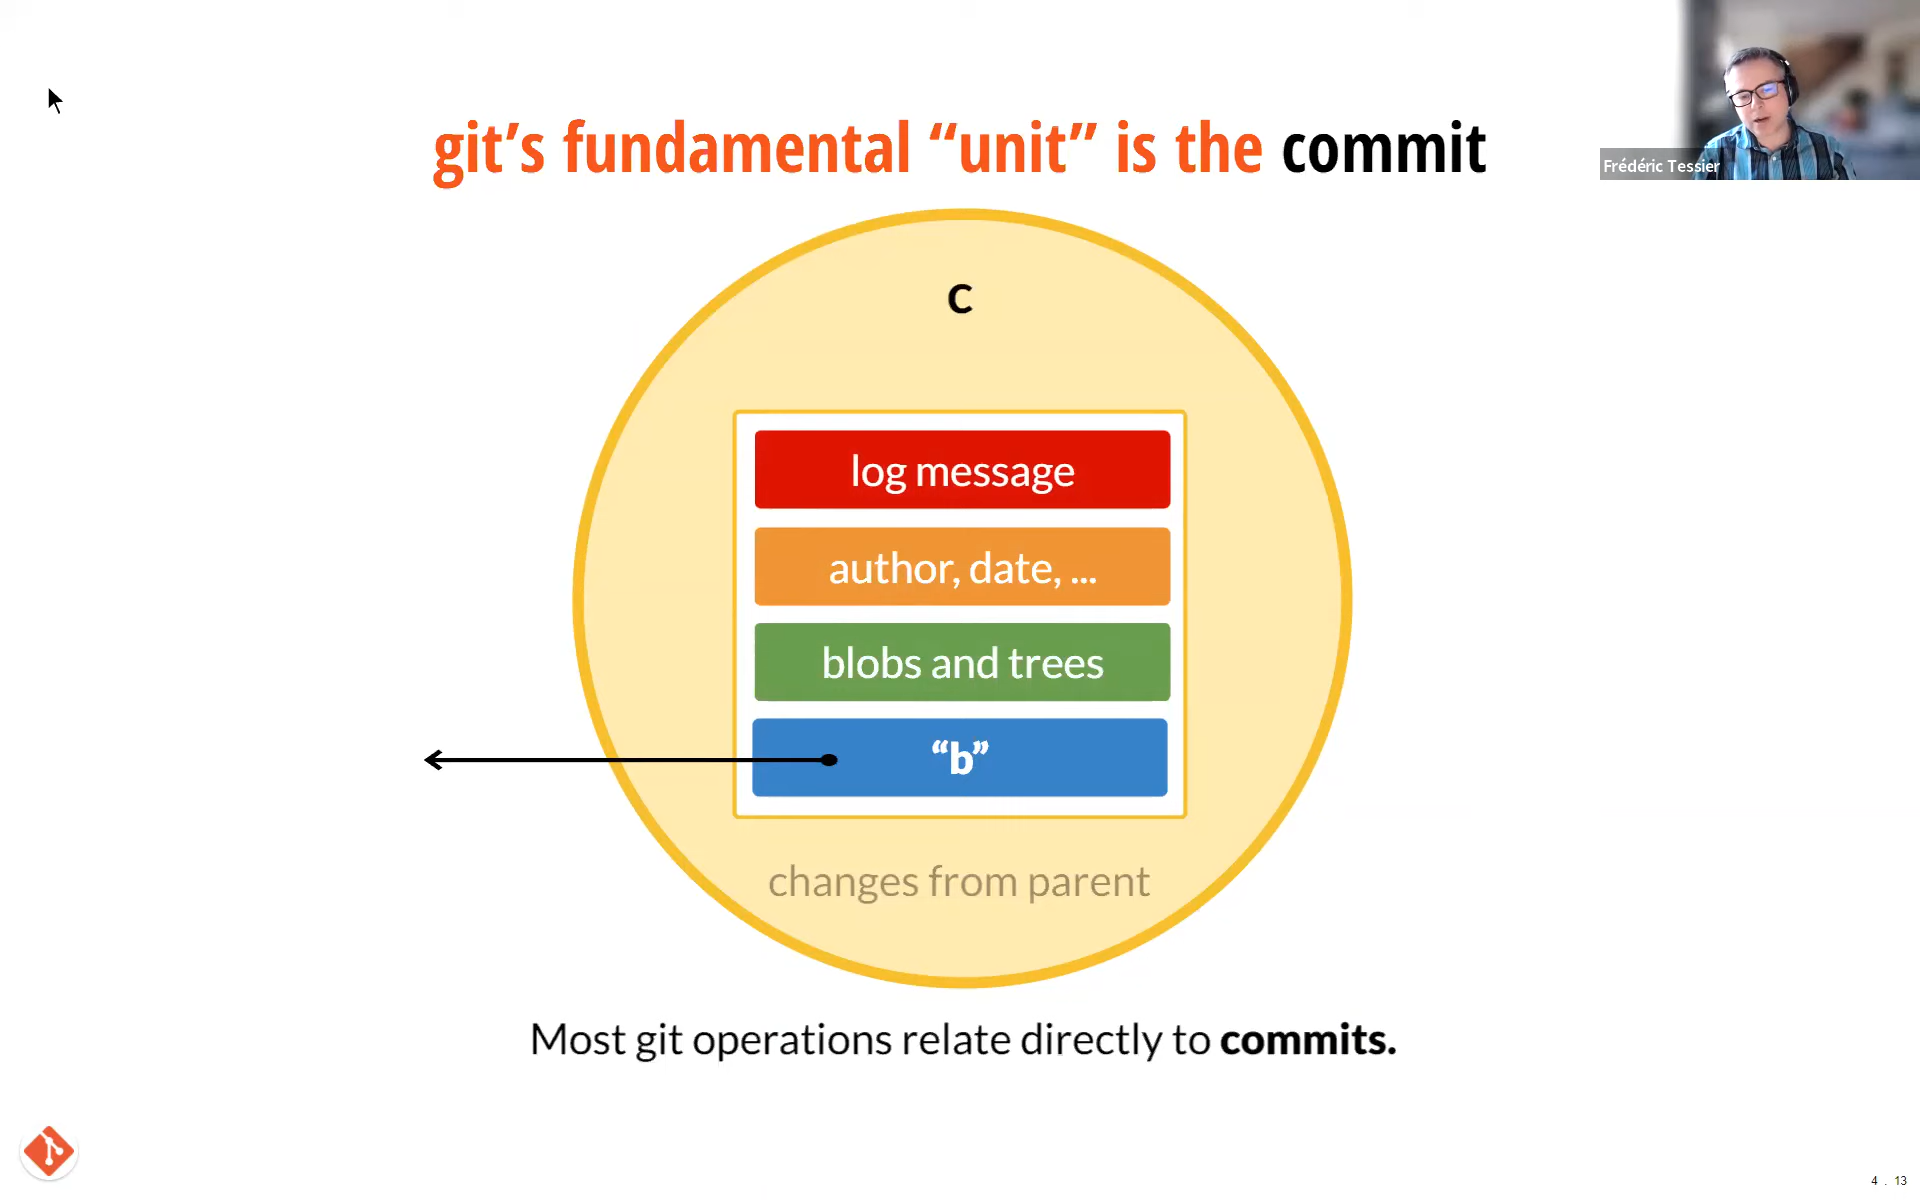 git’s fundamental “unit” is the commit
Frédéric Tessier
C
log message
author, date, ...
blobs and trees
“b”
changes from parent
Most git operations relate directly to commits.
4 . 13